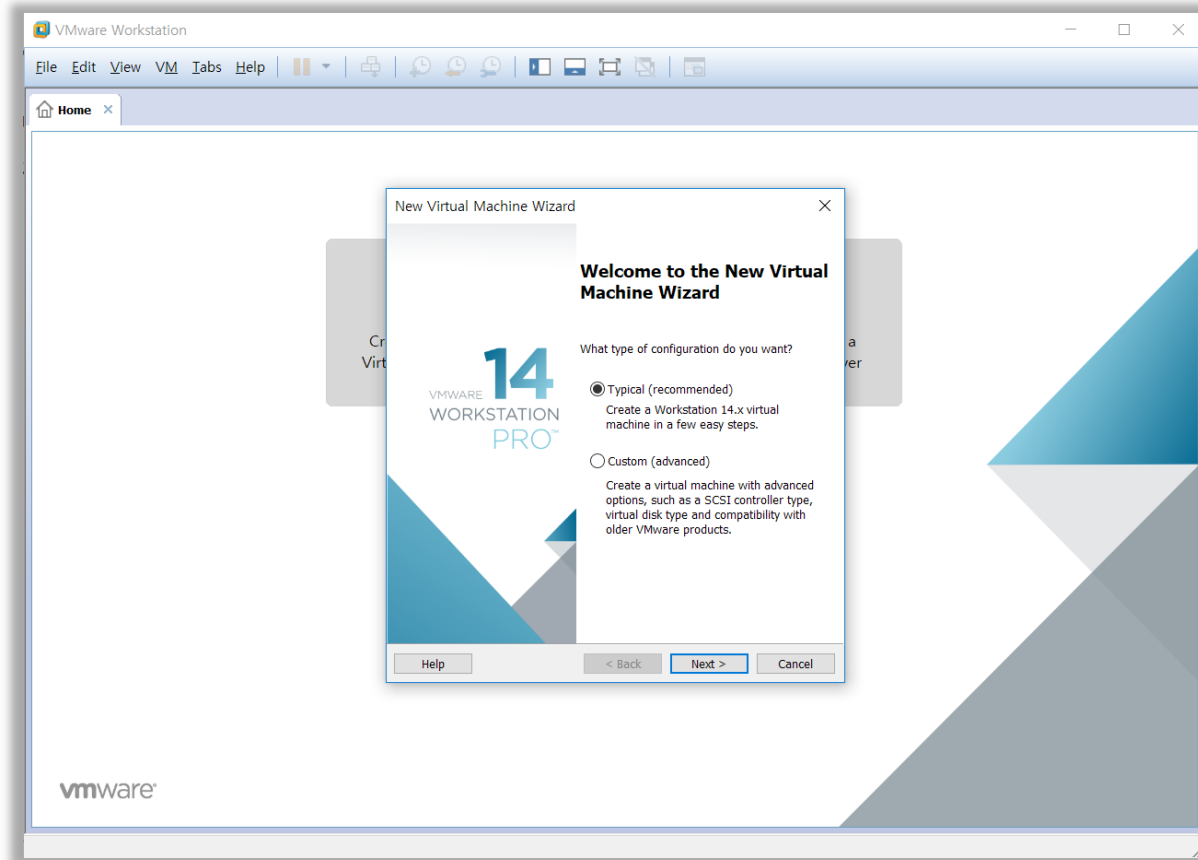 VMware Workstation
File Edit View VM Tabs Help
Home
New Virtual Machine Wizard
Welcome to the New Virtual
Machine Wizard
What type of configuration do you want?
Typical (recommended)
Create a Workstation 14.x virtual
machine in a few easy steps.
Custom (advanced)
Create a virtual machine with advanced
options, such as a SCSI controller type,
virtual disk type and compatibility with
older VMware products.
VMWARE 14
WORKSTATION
PRO™
a
Help < Back Next > Cancel
vmware®